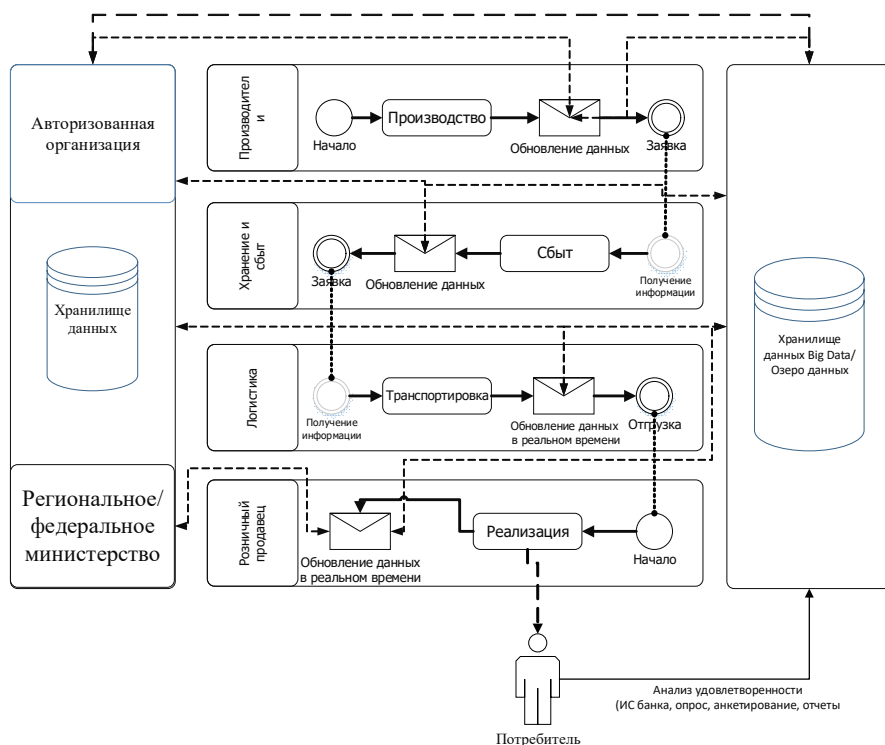 Авторизованная
организация
Хранилище
данных
Региональное/
федеральное
министерство
Производител
и
Начало
Производство
Обновление данных
Заявка
Хранение и
сбыт
Заявка
Обновление данных
Сбыт
Получение
информации
Логистика
Получение
информации
Транспортировка
Обновление данных
в реальном времени
Отгрузка
Розничный
продавец
Обновление данных
в реальном времени
Реализация
Начало
Хранилище
данных Big Data/
Озеро данных
Потребитель
Анализ удовлетворенности
(ИС банка, опрос, анкетирование, отчеты